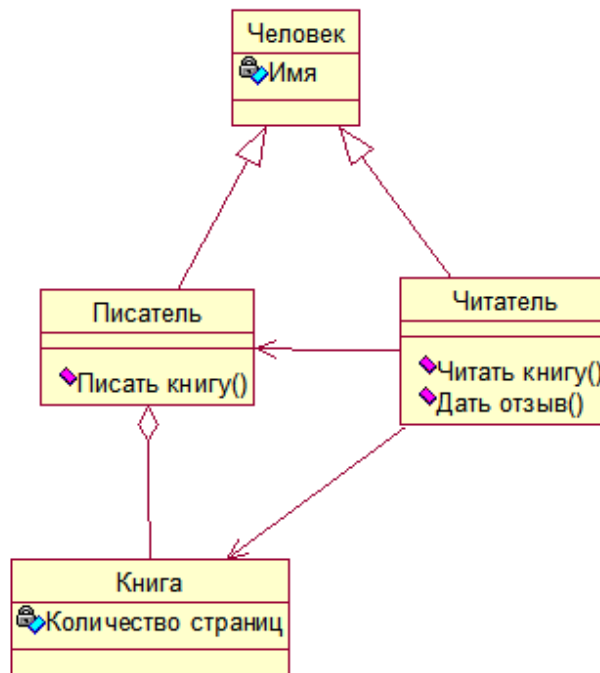 Человек
Имя
Писатель
Писать книгу()
Читатель
Читать книгу()
Дать отзыв()
Книга
Количество страниц